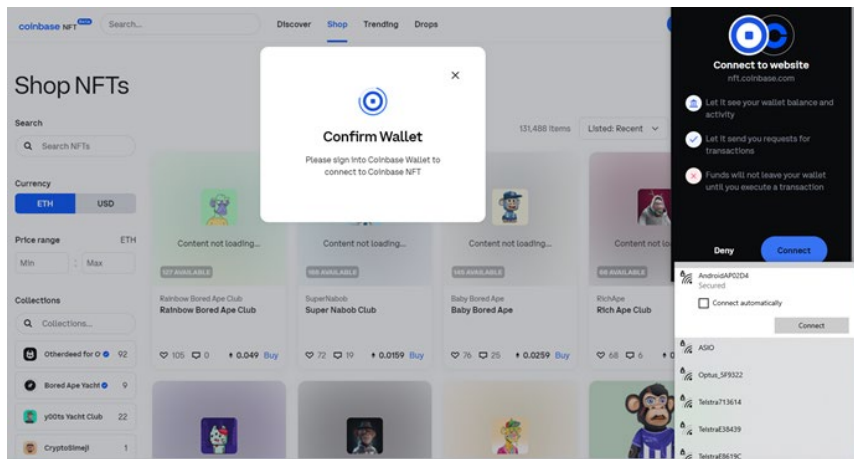 coinbase NFT Beta
Search...
Discover Shop Trending Drops
Shop NFTs
Search
Search NFTs
Currency
ETH USD
Price range ETH
Min : Max
Collections
Collections...
Otherdeed for O 92
Bored Ape Yacht 9
y00ts Yacht Club 22
CryptoSimeji 1
131,488 Items
Listed: Recent
Confirm Wallet
Please sign into Coinbase Wallet to
connect to Coinbase NFT
Content not loading...
127 AVAILABLE
Rainbow Bored Ape Club
Rainbow Bored Ape Club
105 0 0.049 Buy
Content not loading...
AVAILABLE
SuperNabob
Super Nabob Club
72 19 0.0159 Buy
Content not loading...
AVAILABLE
Baby Bored Ape
Baby Bored Ape
76 25 0.0259 Buy
Content not lo
AVAILABLE
RichApe
Rich Ape Club
68 6 0
Connect to website
nft.coinbase.com
Let it see your wallet balance and
activity
Let it send you requests for
transactions
Funds will not leave your wallet
until you execute a transaction
Deny Connect
AndroidAP02D4
Secured
Connect automatically
Connect
ASIO
Optus_5F9322
Telstra713614
TelstraE38439
TelstraEB619C